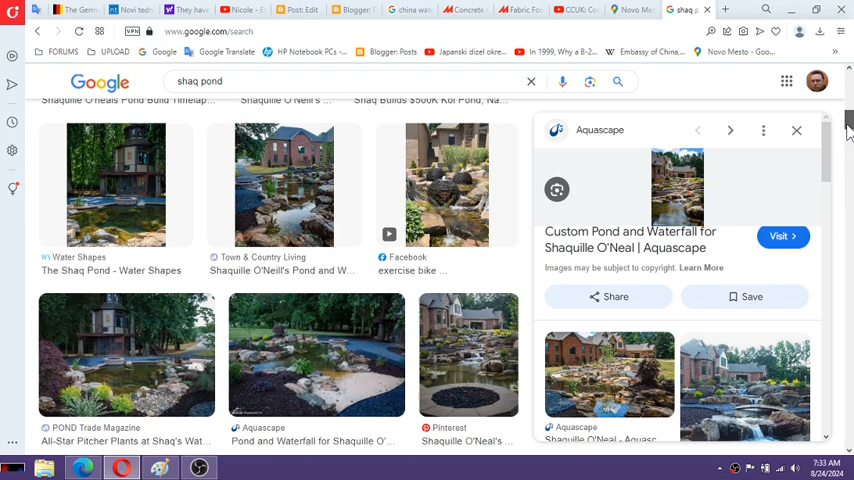 The Germ
Novi tedn
They have
Nicole - E
Post: Edit
Blogger: F
china wat
Concrete
Fabric For
CCUK: Co
Novo Mes
shaq p
VPN
www.google.com/search
FORUMS
UPLOAD
Google
Google Translate
HP Notebook PCs -...
Blogger: Posts
Japanski dizel okre...
In 1999, Why a B-2...
Embassy of China,...
Novo Mesto - Goo...
Google
shaq pond
Shaquille O'neals Pond Build Timelap...
Shaquille O'Neill's ...
Shaq Builds $500K Koi Pond, Na...
Aquascape
Custom Pond and Waterfall for
Shaquille O'Neal | Aquascape
Visit
Images may be subject to copyright. Learn More
Share
Save
Water Shapes
The Shaq Pond - Water Shapes
Town & Country Living
Shaquille O'Neill's Pond and W...
Facebook
exercise bike ...
POND Trade Magazine
All-Star Pitcher Plants at Shaq's Wat...
Aquascape
Pond and Waterfall for Shaquille O'...
Pinterest
Shaquille O'Neal's ...
Aquascape
Shaquille O'Neal - Aquasc
7:33 AM
8/24/2024